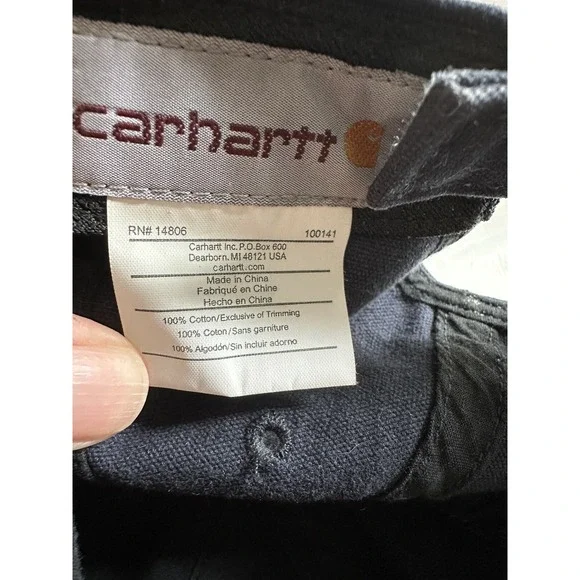 carhartt
RN# 14806 100141
Carhartt Inc. P.O.Box 600
Dearborn, MI 48121 USA
carhartt.com
Made in China
Fabriqué en Chine
Hecho en China
100% Cotton/Exclusive of Trimming
100% Coton/Sans garniture
100% Algodón/Sin incluir adorno